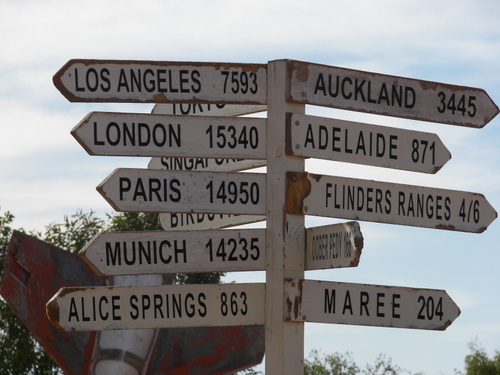 LOS ANGELES 7593
AUCKLAND 3445
LONDON 15340
ADELAIDE 871
PARIS 14950
FLINDERS RANGES 4/6
MUNICH 14235
ALICE SPRINGS 863
MAREE 204